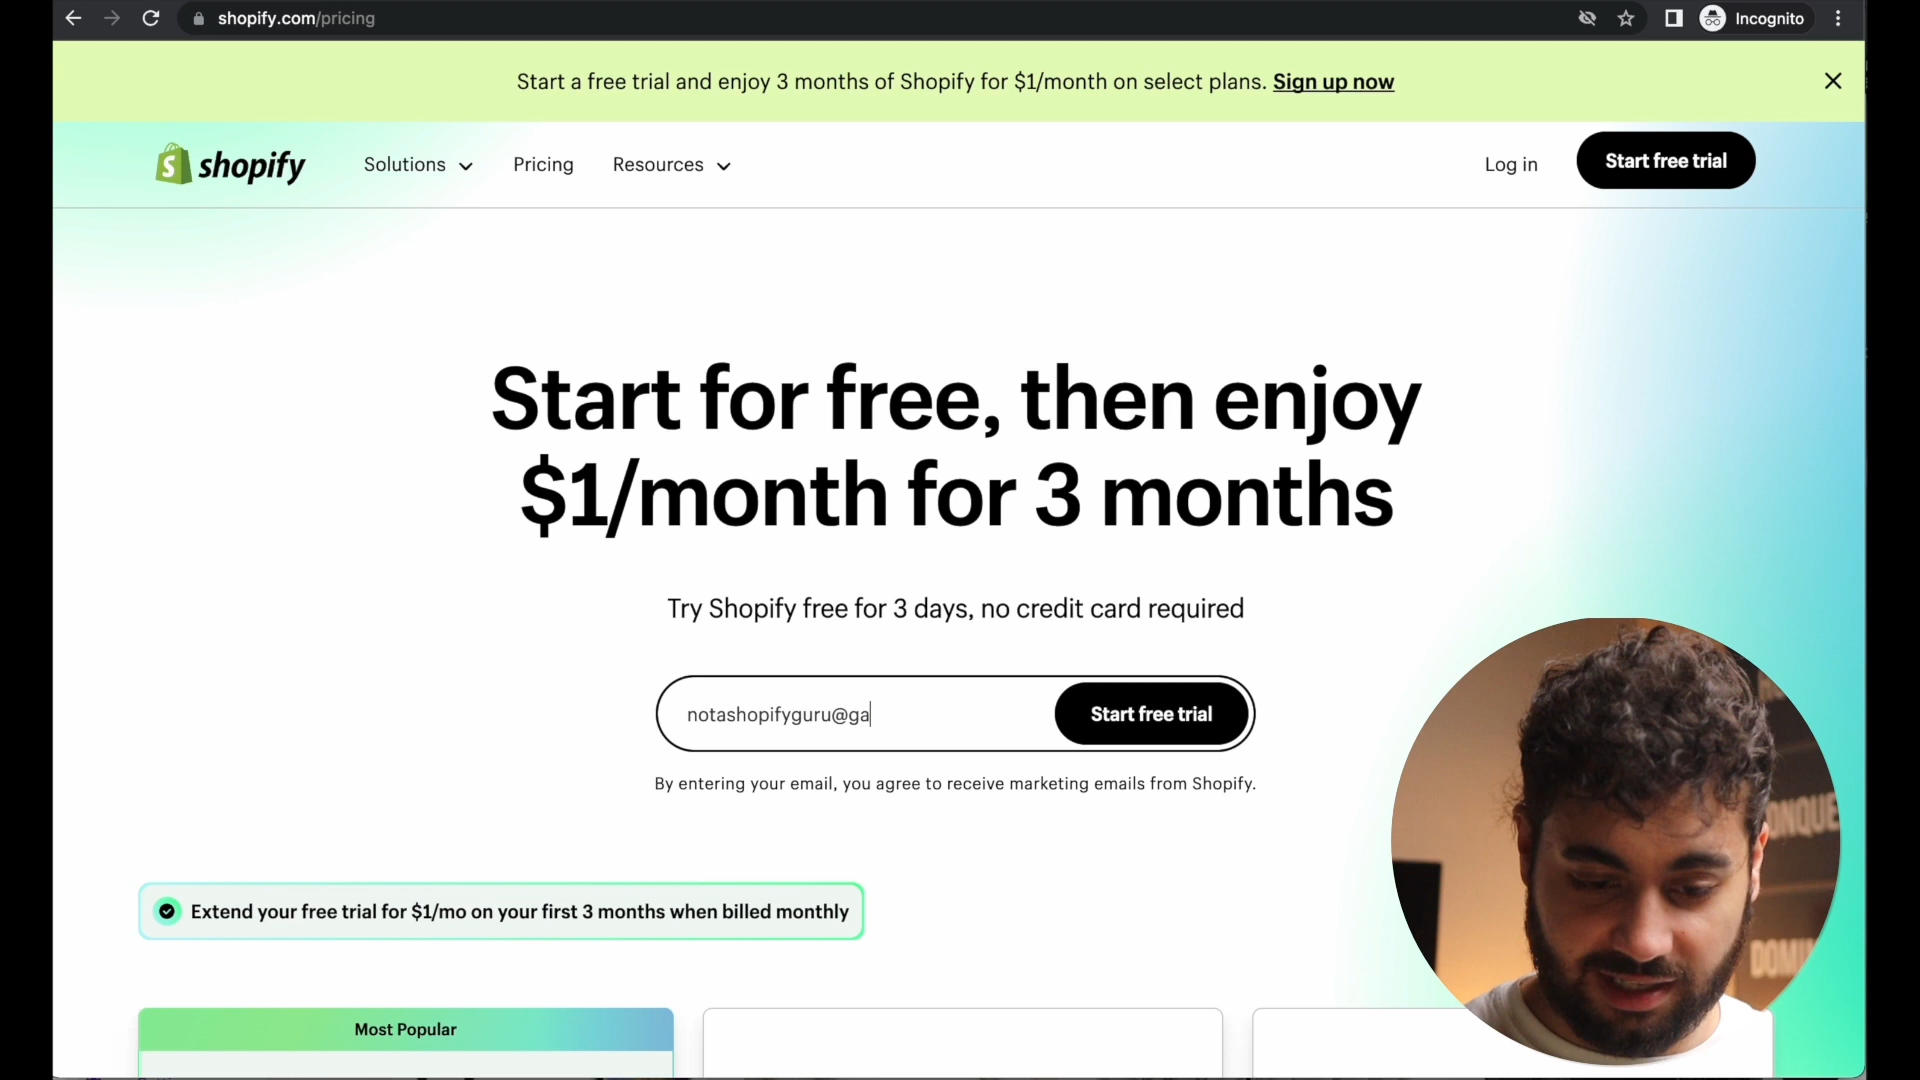 shopify.com/pricing
Incognito
Start a free trial and enjoy 3 months of Shopify for $1/month on select plans. Sign up now
shopify
Solutions
Pricing
Resources
Log in
Start free trial
Start for free, then enjoy
$1/month for 3 months
Try Shopify free for 3 days, no credit card required
notashopifyguru@ga
Start free trial
By entering your email, you agree to receive marketing emails from Shopify.
Extend your free trial for $1/mo on your first 3 months when billed monthly
Most Popular